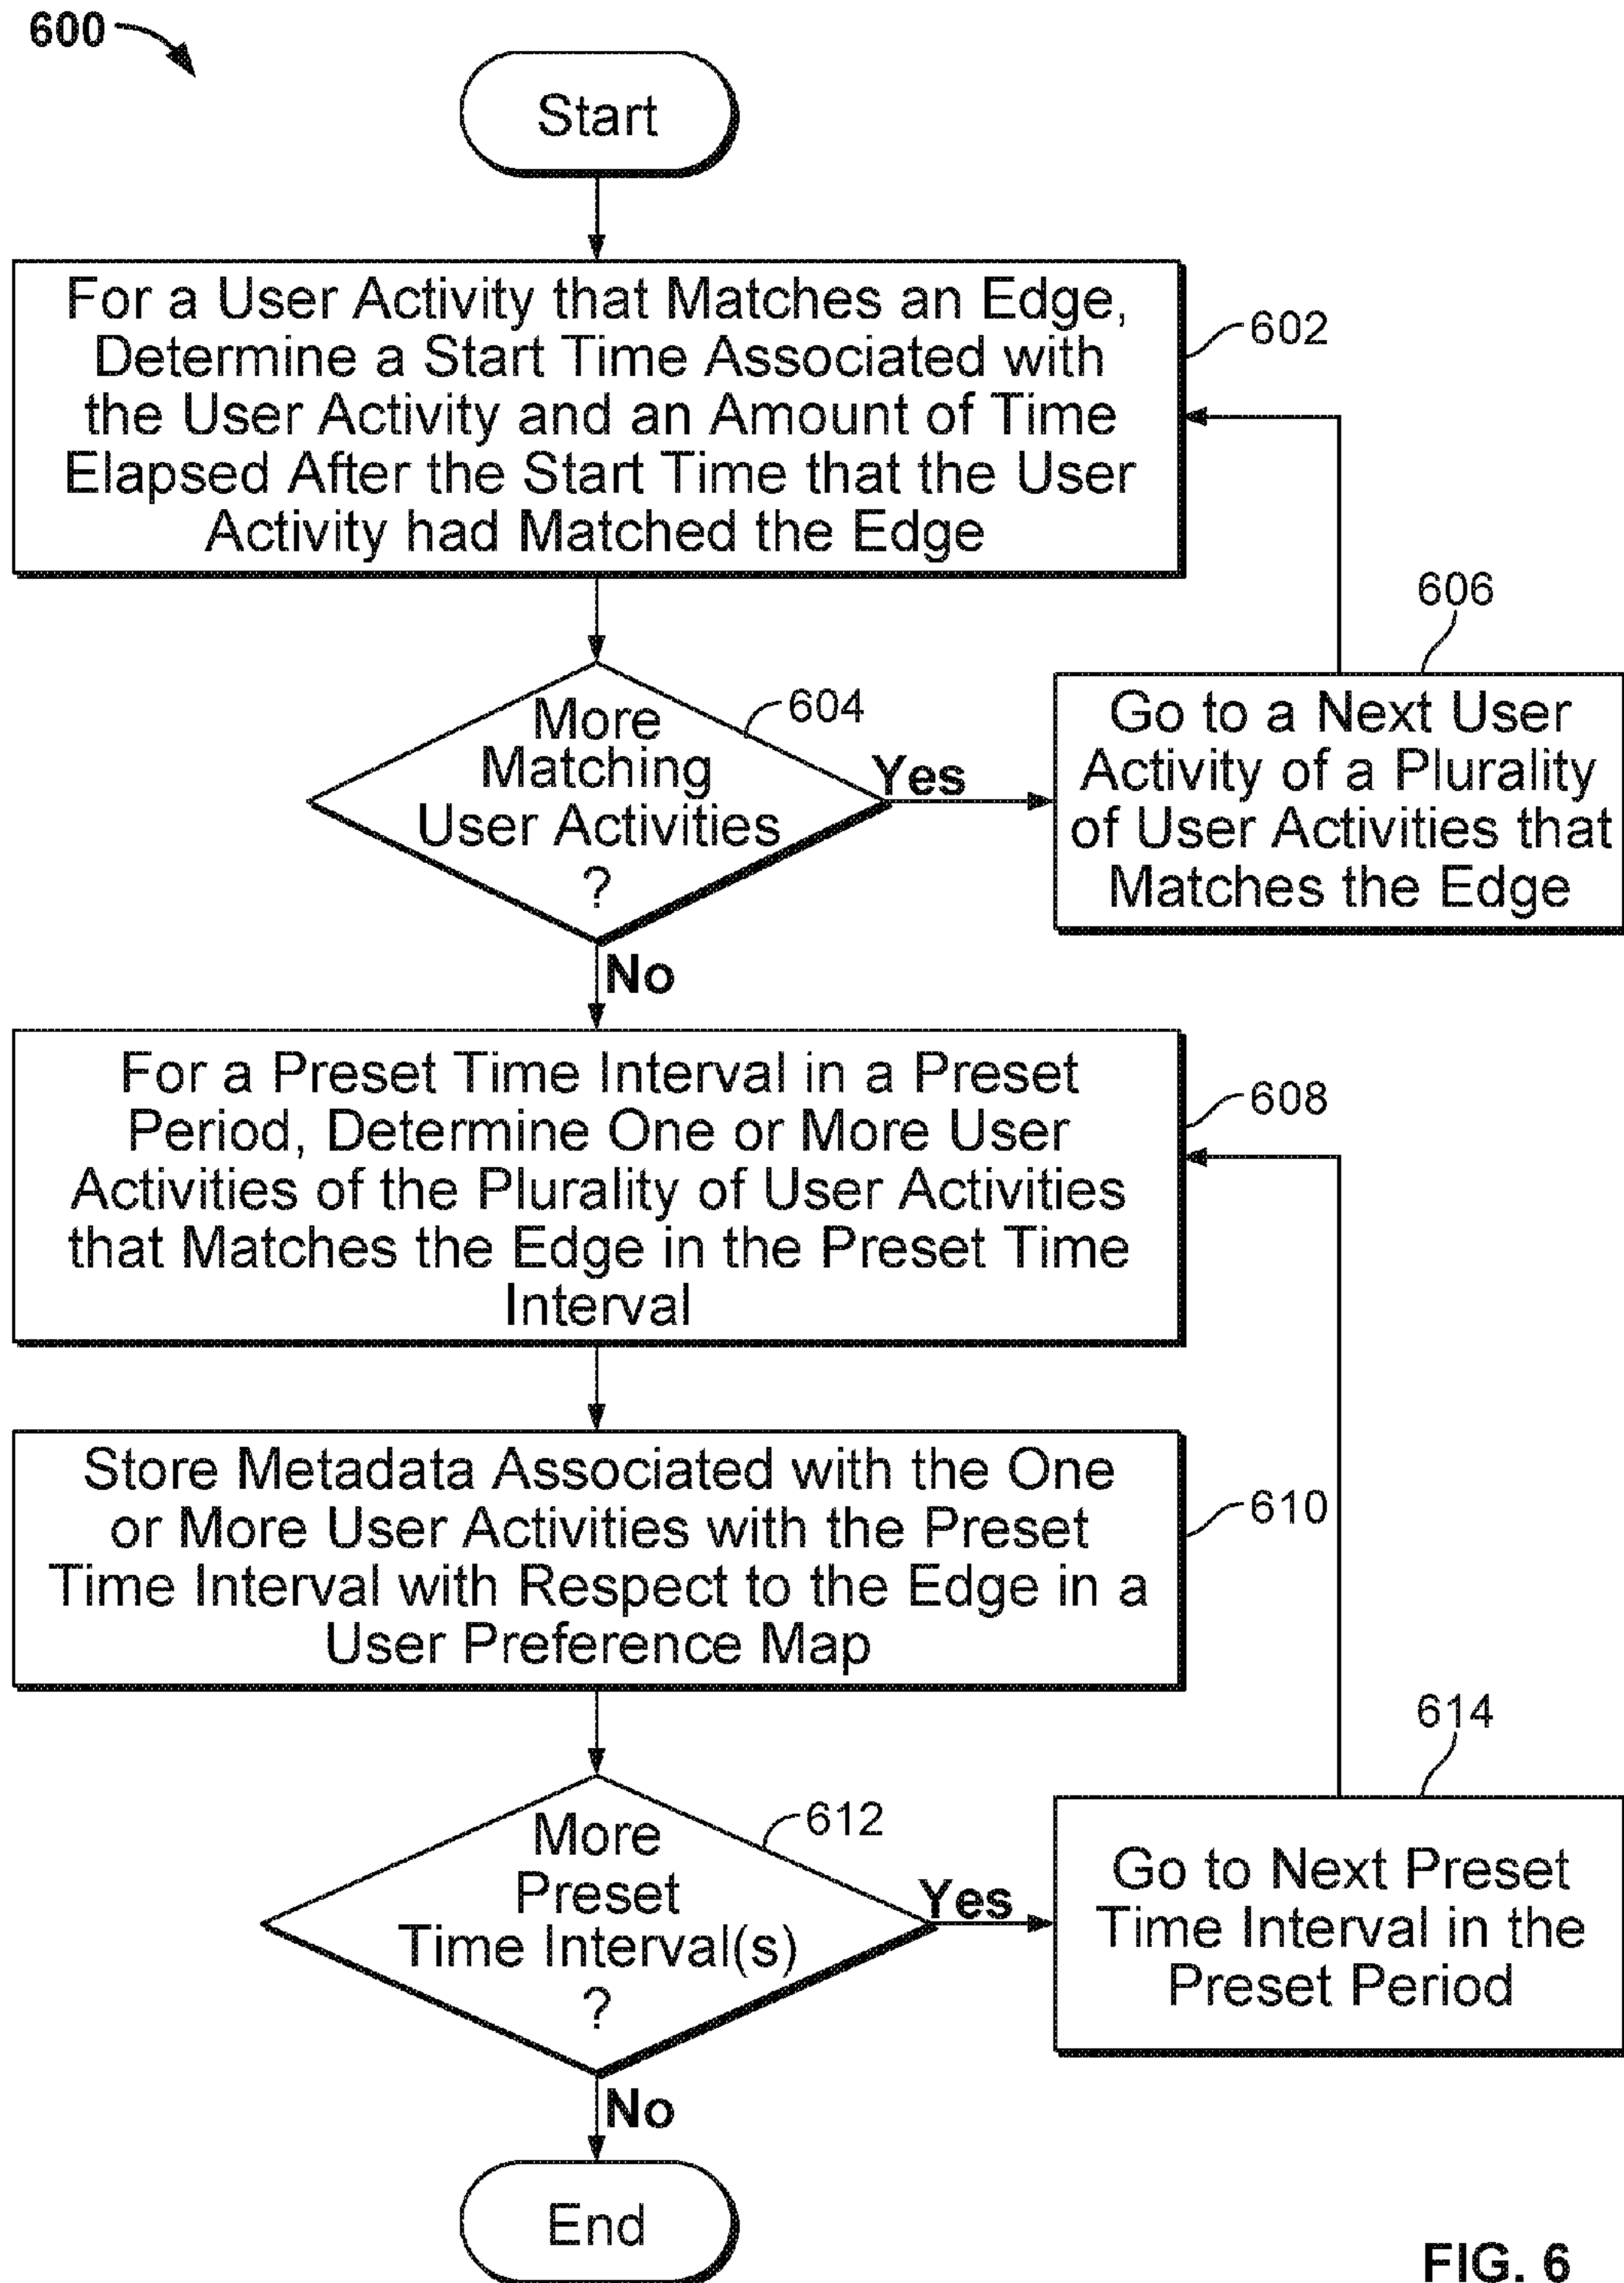 600
Start
For a User Activity that Matches an Edge,
Determine a Start Time Associated with
the User Activity and an Amount of Time
Elapsed After the Start Time that the User
Activity had Matched the Edge
602
606
More
Matching
User Activities
?
604
Yes
Go to a Next User
Activity of a Plurality
of User Activities that
Matches the Edge
No
For a Preset Time Interval in a Preset
Period, Determine One or More User
Activities of the Plurality of User Activities
that Matches the Edge in the Preset Time
Interval
608
Store Metadata Associated with the One
or More User Activities with the Preset
Time Interval with Respect to the Edge in a
User Preference Map
610
614
More
Preset
Time Interval(s)
?
612
Yes
Go to Next Preset
Time Interval in the
Preset Period
No
End
FIG. 6